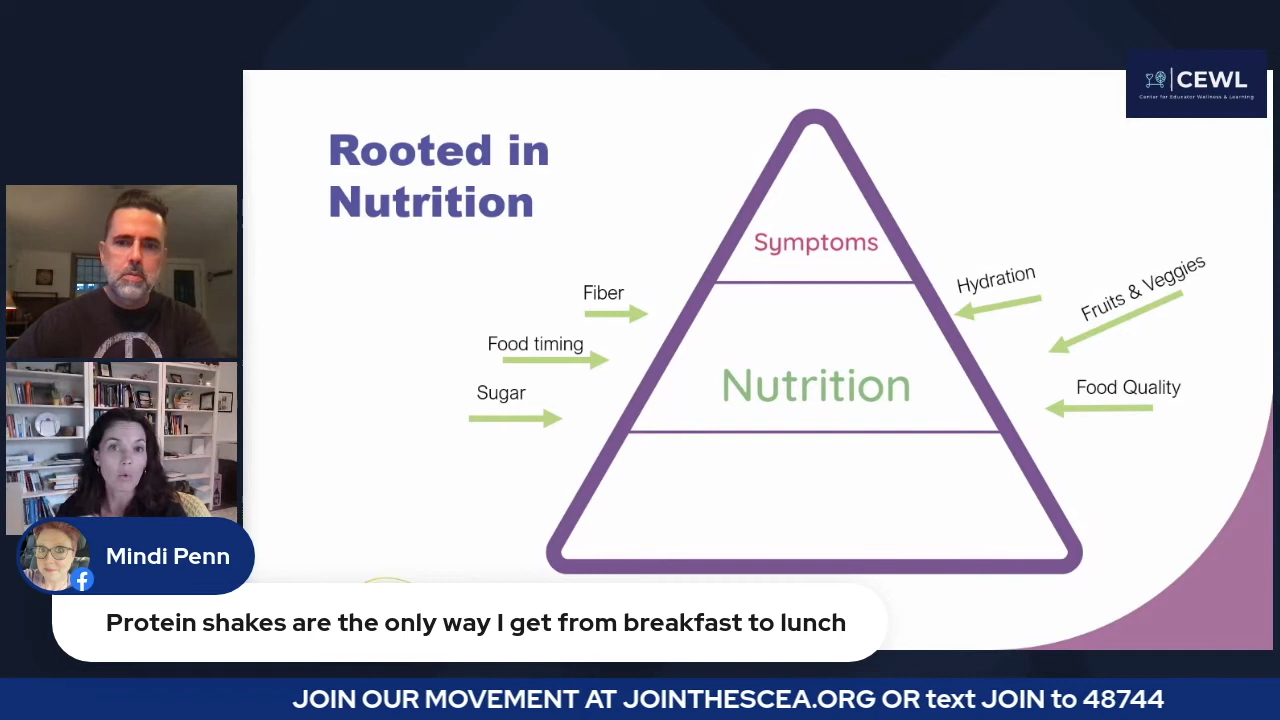 CEWL
Center for Educator Wellness & Learning
Rooted in
Nutrition
Symptoms
Fiber
Hydration
Fruits & Veggies
Food timing
Nutrition
Sugar
Food Quality
Mindi Penn
Protein shakes are the only way I get from breakfast to lunch
JOIN OUR MOVEMENT AT JOINTHESCEA.ORG OR text JOIN to 48744